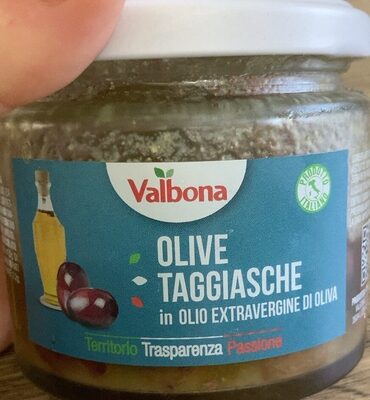 Valbona
PRODOTTO
ITALIANO
OLIVE
TAGGIASCHE
in OLIO EXTRAVERGINE DI OLIVA
Territorio Trasparenza Passione